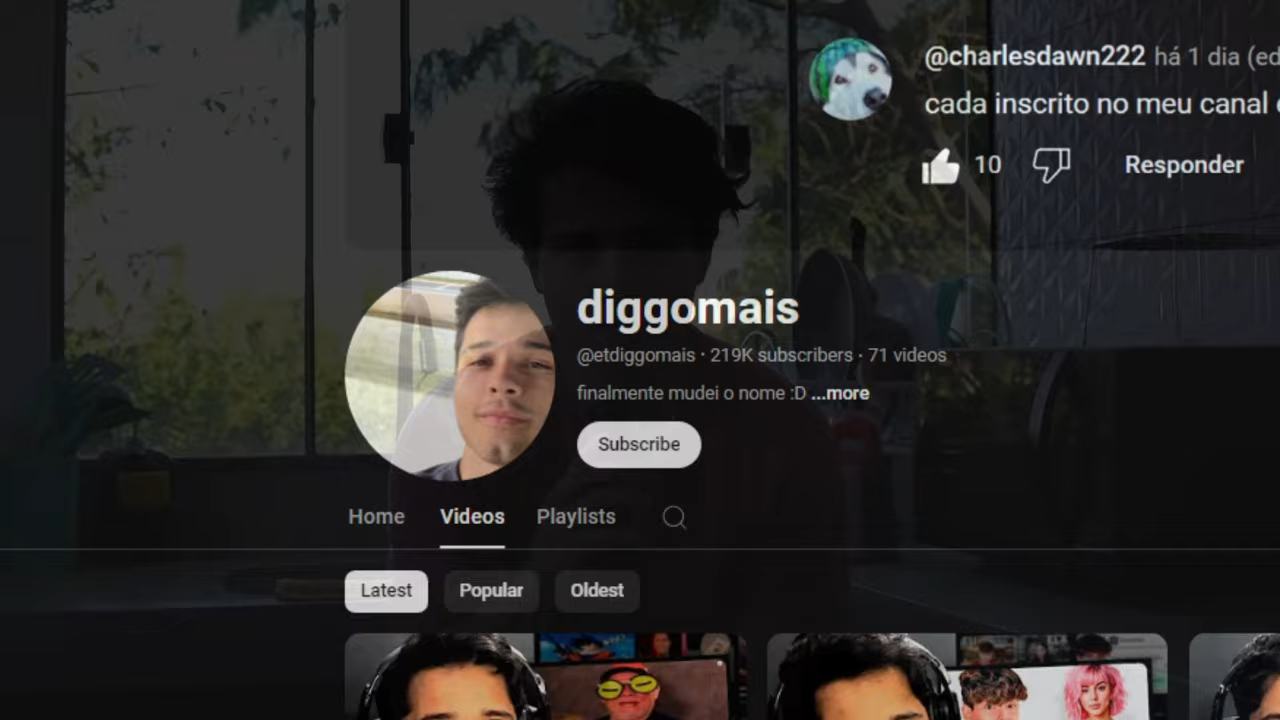 @charlesdawn222 há 1 dia (ed
cada inscrito no meu canal
10 Responder
diggomais
@etdiggomais · 219K subscribers · 71 videos
finalmente mudei o nome :D ...more
Subscribe
Home Videos Playlists
Latest Popular Oldest